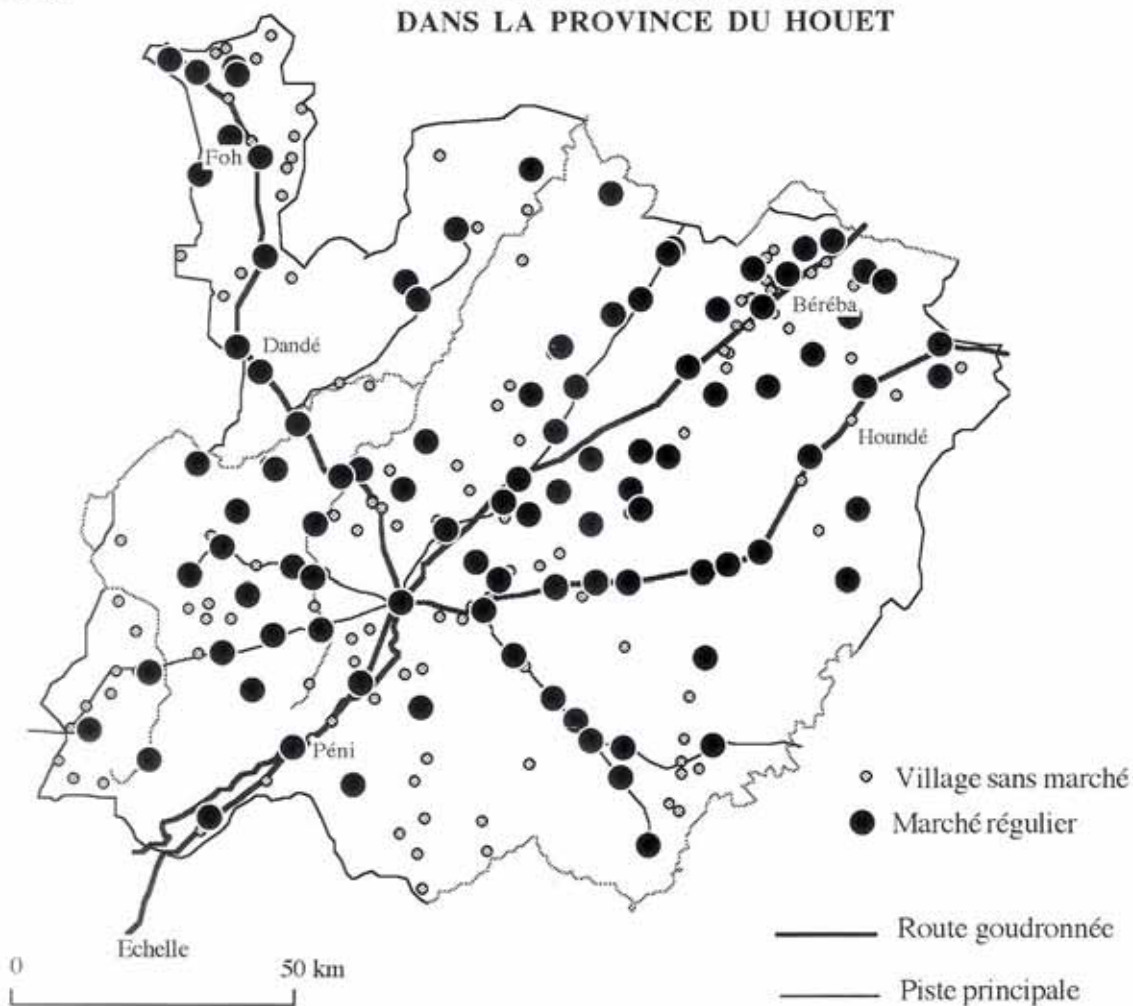 DANS LA PROVINCE DU HOUET
Foh
Béréba
Dandé
Houndé
Péni
Village sans marché
Marché régulier
Route goudronnée
Echelle
0
50 km
Piste principale